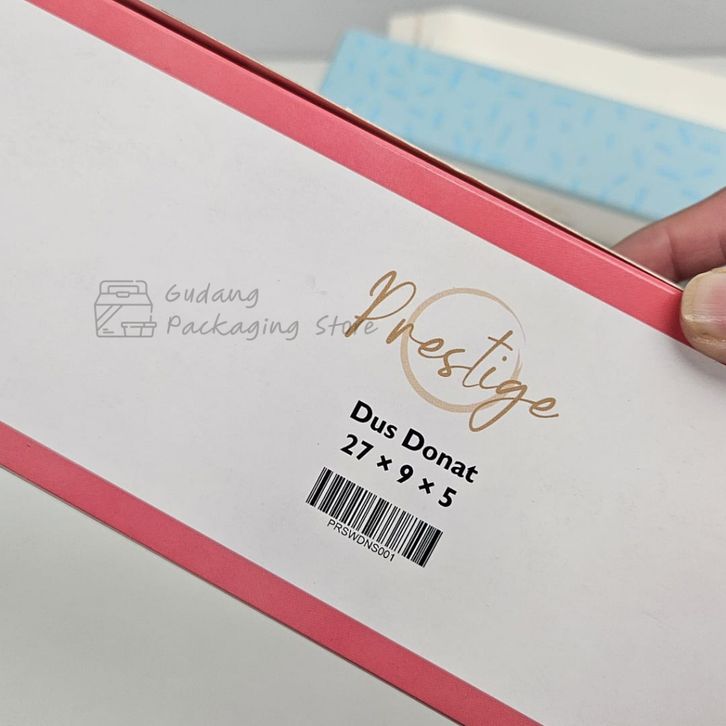 Gudang
Packaging Store
Prestige
Dus Donat
27 × 9 × 5
PRSWDNS001